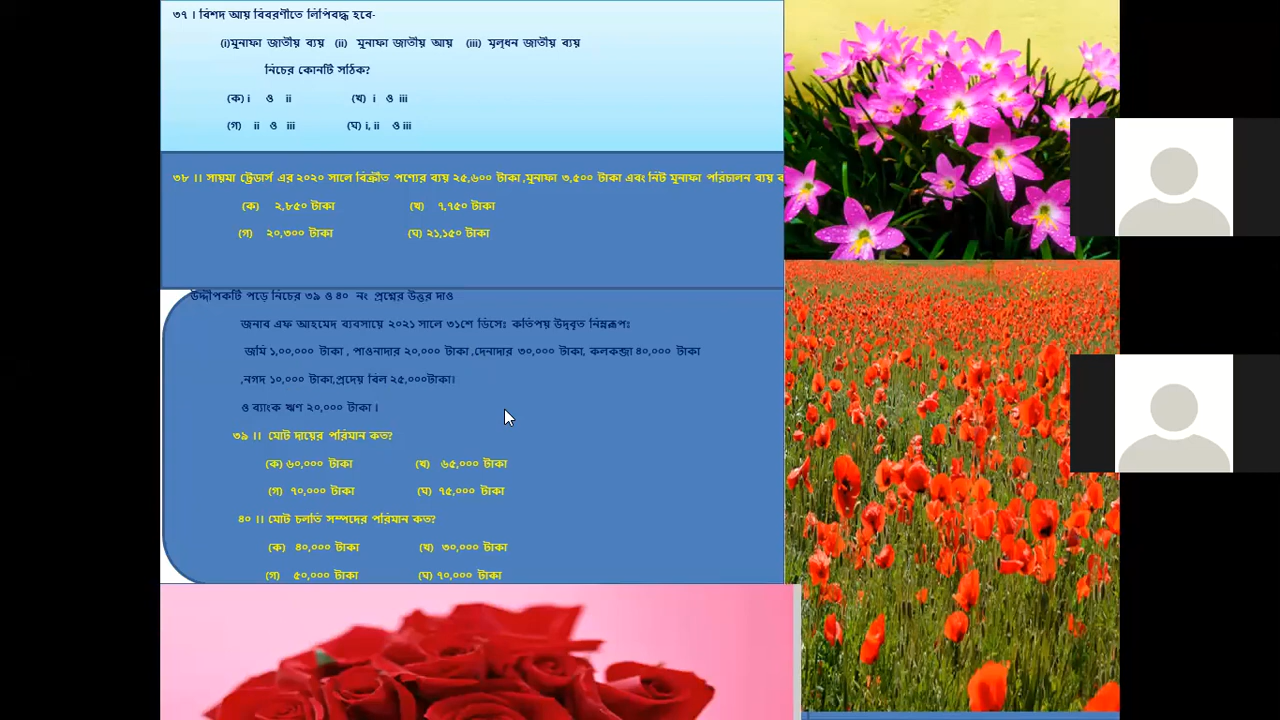 ৩৭ । বিশদ আয় বিবরণীতে লিপিবদ্ধ হবে-
(i)মুনাফা জাতীয় ব্যয় (ii) মুনাফা জাতীয় আয় (iii) মূলধন জাতীয় ব্যয়
নিচের কোনটি সঠিক?
(ক) i ও ii (খ) i ও iii
(গ) ii ও iii (ঘ) i, ii ও iii
৩৮ ।। সায়মা ট্রেডার্স এর ২০২০ সালে বিক্রীত পণ্যের ব্যয় ২৫,৬০০ টাকা ,মুনাফা ৩,৫০০ টাকা এবং নিট মুনাফা পরিচালন ব্যয়
(ক) ২,৮৫০ টাকা (খ) ৭,৭৫০ টাকা
(গ) ২০,৩০০ টাকা (ঘ) ২১,১৫০ টাকা
উদ্দীপকটি পড়ে নিচের ৩৯ ও ৪০ নং প্রশ্নের উত্তর দাও
জনাব এফ আহমেদ ব্যবসায়ে ২০২১ সালে ৩১শে ডিসেঃ কতিপয় উদ্বৃত নিম্নরূপঃ
জমি ১,০০,০০০ টাকা , পাওনাদার ২০,০০০ টাকা ,দেনাদার ৩০,০০০ টাকা, কলকব্জা ৪০,০০০ টাকা
,নগদ ১০,০০০ টাকা,প্রদেয় বিল ২৫,০০০টাকা।
ও ব্যাংক ঋণ ২০,০০০ টাকা ।
৩৯ ।। মোট দায়ের পরিমান কত?
(ক) ৬০,০০০ টাকা (খ) ৬৫,০০০ টাকা
(গ) ৭০,০০০ টাকা (ঘ) ৭৫,০০০ টাকা
৪০ ।। মোট চলতি সম্পদের পরিমান কত?
(ক) ৪০,০০০ টাকা (খ) ৩০,০০০ টাকা
(গ) ৫০,০০০ টাকা (ঘ) ৭০,০০০ টাকা